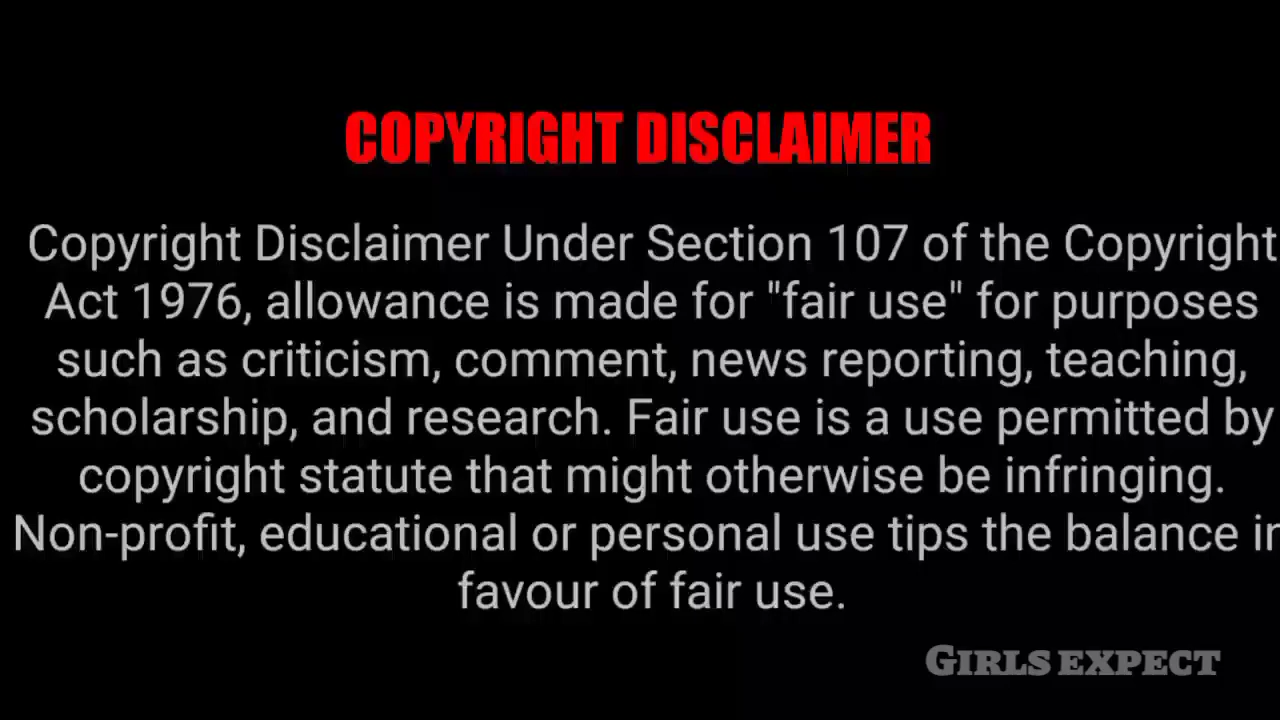 COPYRIGHT DISCLAIMER
Copyright Disclaimer Under Section 107 of the Copyright
Act 1976, allowance is made for "fair use" for purposes
such as criticism, comment, news reporting, teaching,
scholarship, and research. Fair use is a use permitted by
copyright statute that might otherwise be infringing.
Non-profit, educational or personal use tips the balance in
favour of fair use.
GIRLS EXPECT